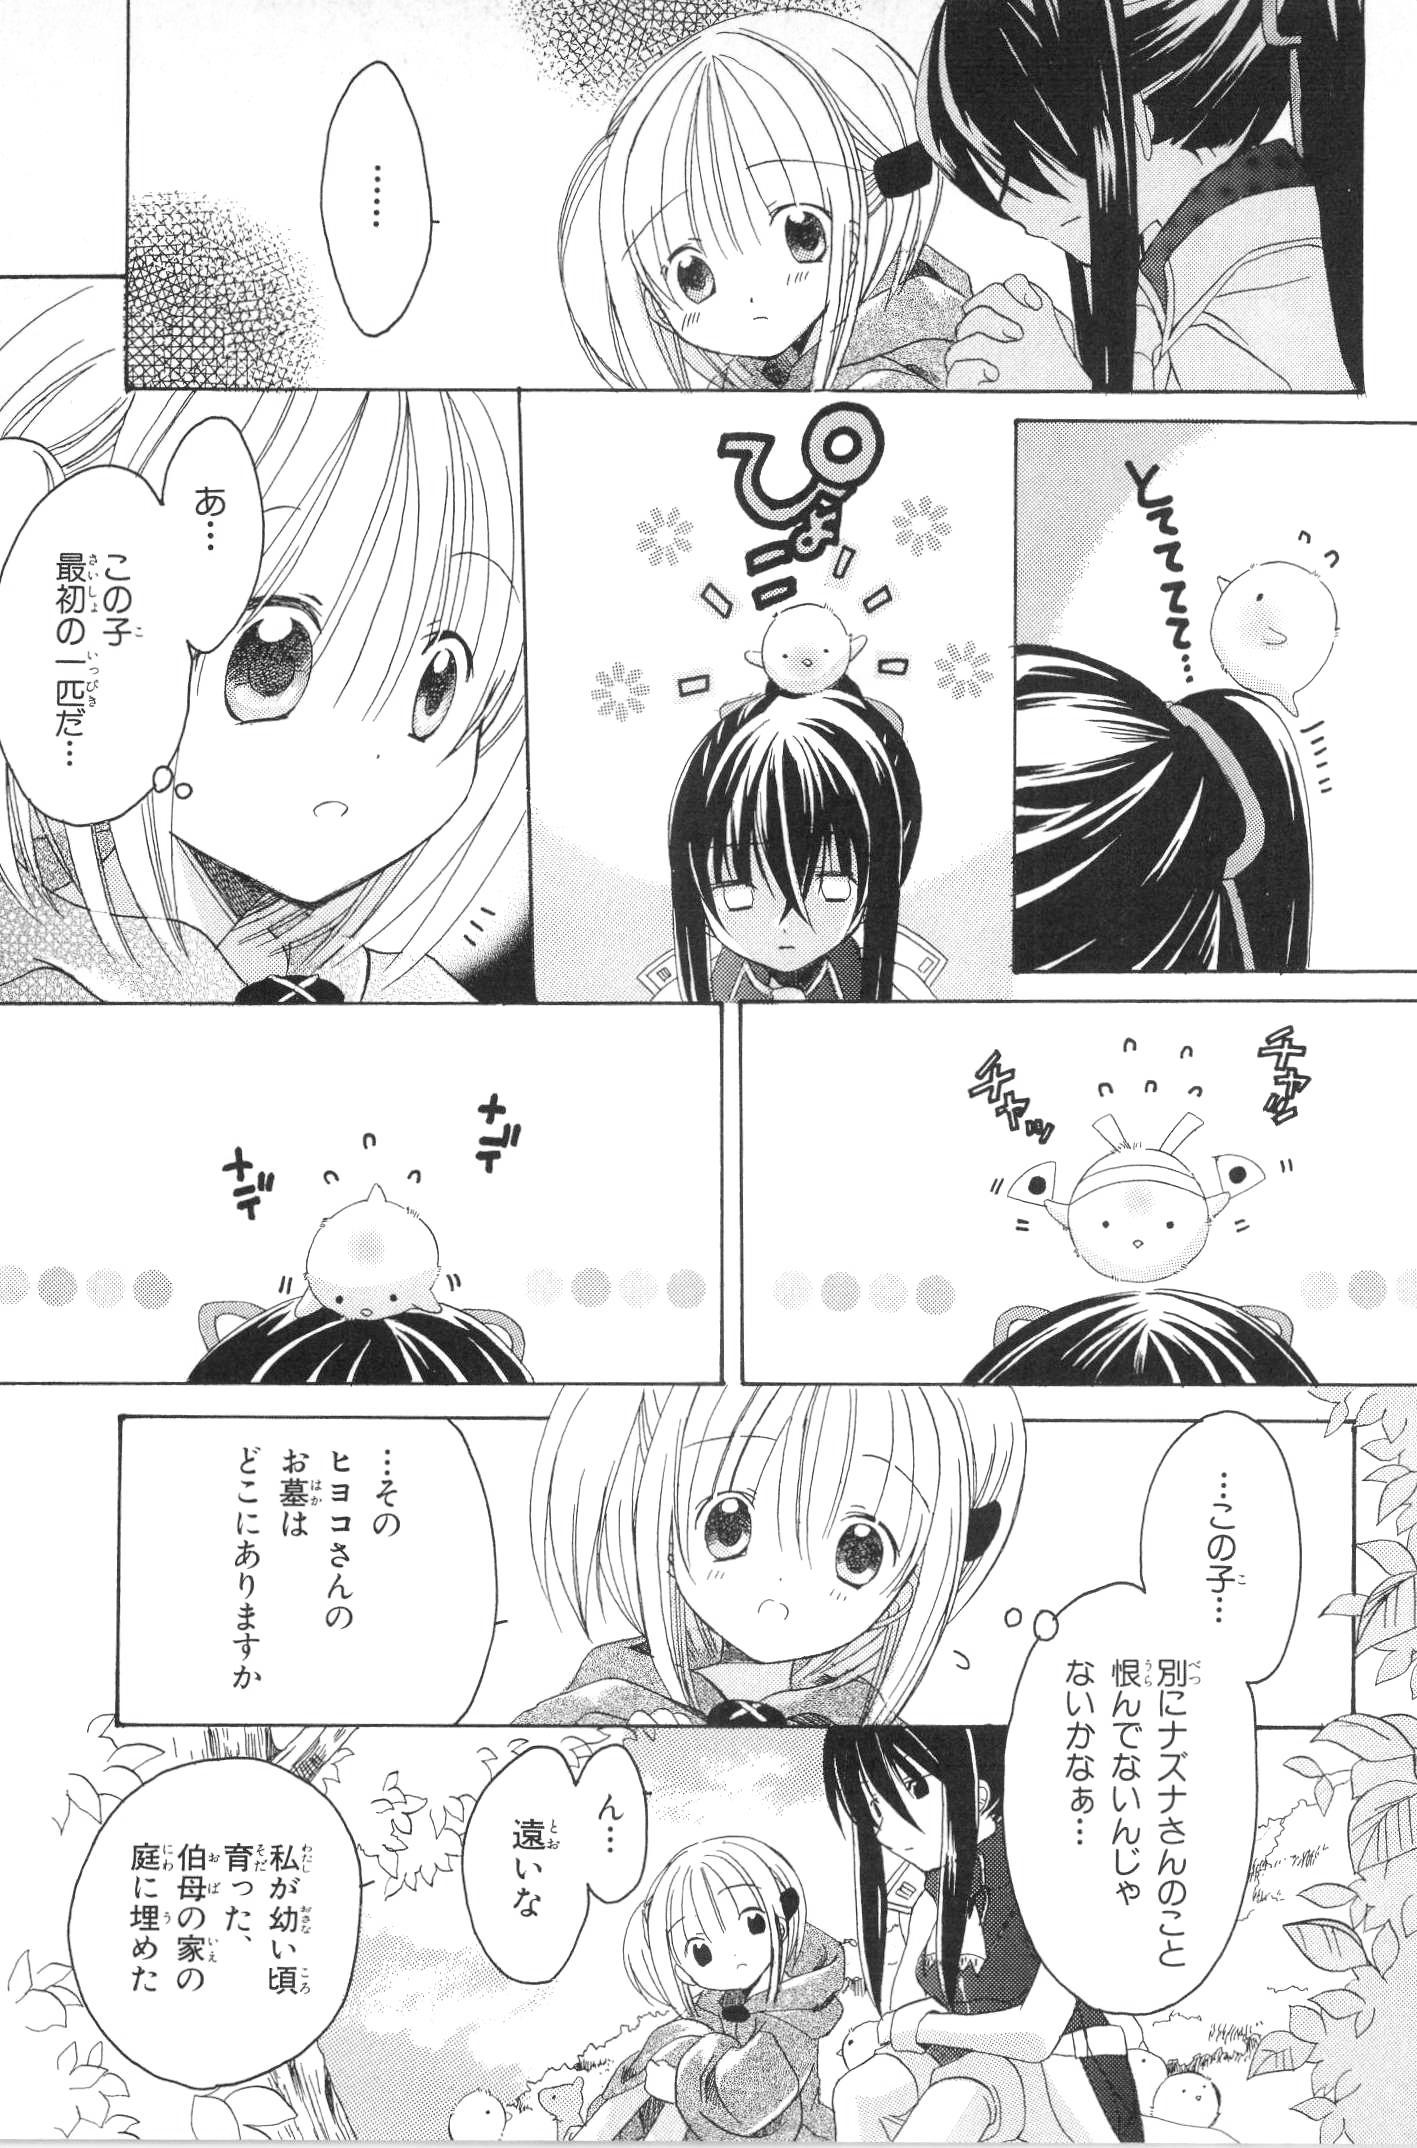 ……
とてててて…
ぴょこ
あ…
この子
最初の一匹だ…
チャッ
チャッ
ナデ
ナデ
…この子…
別にナズナさんのこと
恨んでないんじゃ
ないかなぁ…
…その
ヒヨコさんの
お墓は
どこにありますか
ん…
遠いな
私が幼い頃
育った、
伯母の家の
庭に埋めた